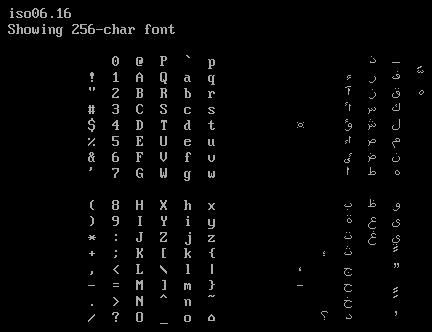 iso06.16
Showing 256-char font
0 @ P ` p ذ ـ
! 1 A Q a q ء ر ف ّ
" 2 B R b r آ ز ق ْ
# 3 C S c s أ س ك
$ 4 D T d t ¤ ؤ ش ل
% 5 E U e u إ ص م
& 6 F V f v ئ ض ن
' 7 G W g w ا ط ه
( 8 H X h x ب ظ و
) 9 I Y i y ة ع ى
* : J Z j z ت غ ي
+ ; K [ k { ؛ ث ً
, < L \ l | ، ج ٌ
- = M ] m } - ح ٍ
. > N ^ n ~ خ َ
/ ? O _ o ؟ د ُ